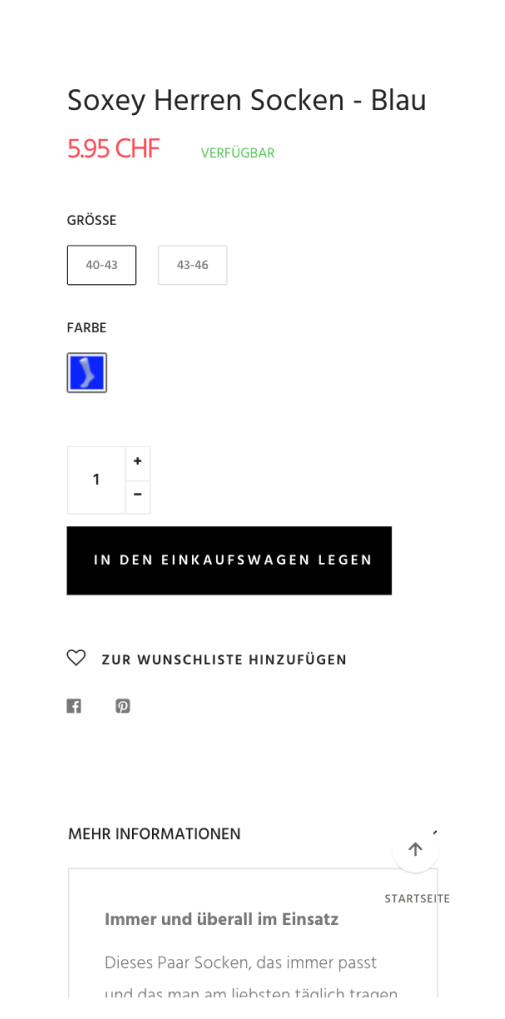 Soxey Herren Socken - Blau
5.95 CHF VERFÜGBAR
GRÖSSE
40-43 43-46
FARBE
1 +
−
IN DEN EINKAUFSWAGEN LEGEN
ZUR WUNSCHLISTE HINZUFÜGEN
MEHR INFORMATIONEN
STARTSEITE
Immer und überall im Einsatz
Dieses Paar Socken, das immer passt
und das man am liebsten täglich tragen